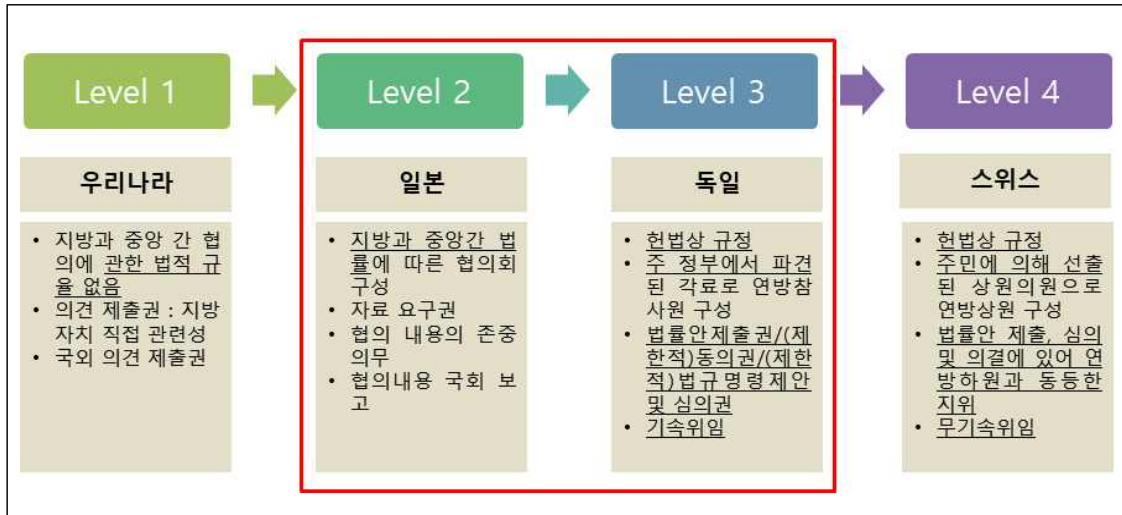 Level 1
우리나라
• 지방과 중앙 간 협
의에 관한 법적 규
율 없음
• 의견 제출권 : 지방
자치 직접 관련성
• 국외 의견 제출권
Level 2
일본
• 지방과 중앙간 법
률에 따른 협의회
구성
• 자료 요구권
• 협의 내용의 존중
의무
• 협의내용 국회 보
고
Level 3
독일
• 헌법상 규정
• 주 정부에서 파견
된 각료로 연방참
사원 구성
• 법률안제출권/(제
한적)동의권/(제한
적)법규명령제안
및 심의권
• 기속위임
Level 4
스위스
• 헌법상 규정
• 주민에 의해 선출
된 상원의원으로
연방상원 구성
• 법률안 제출, 심의
및 의결에 있어 연
방하원과 동등한
지위
• 무기속위임